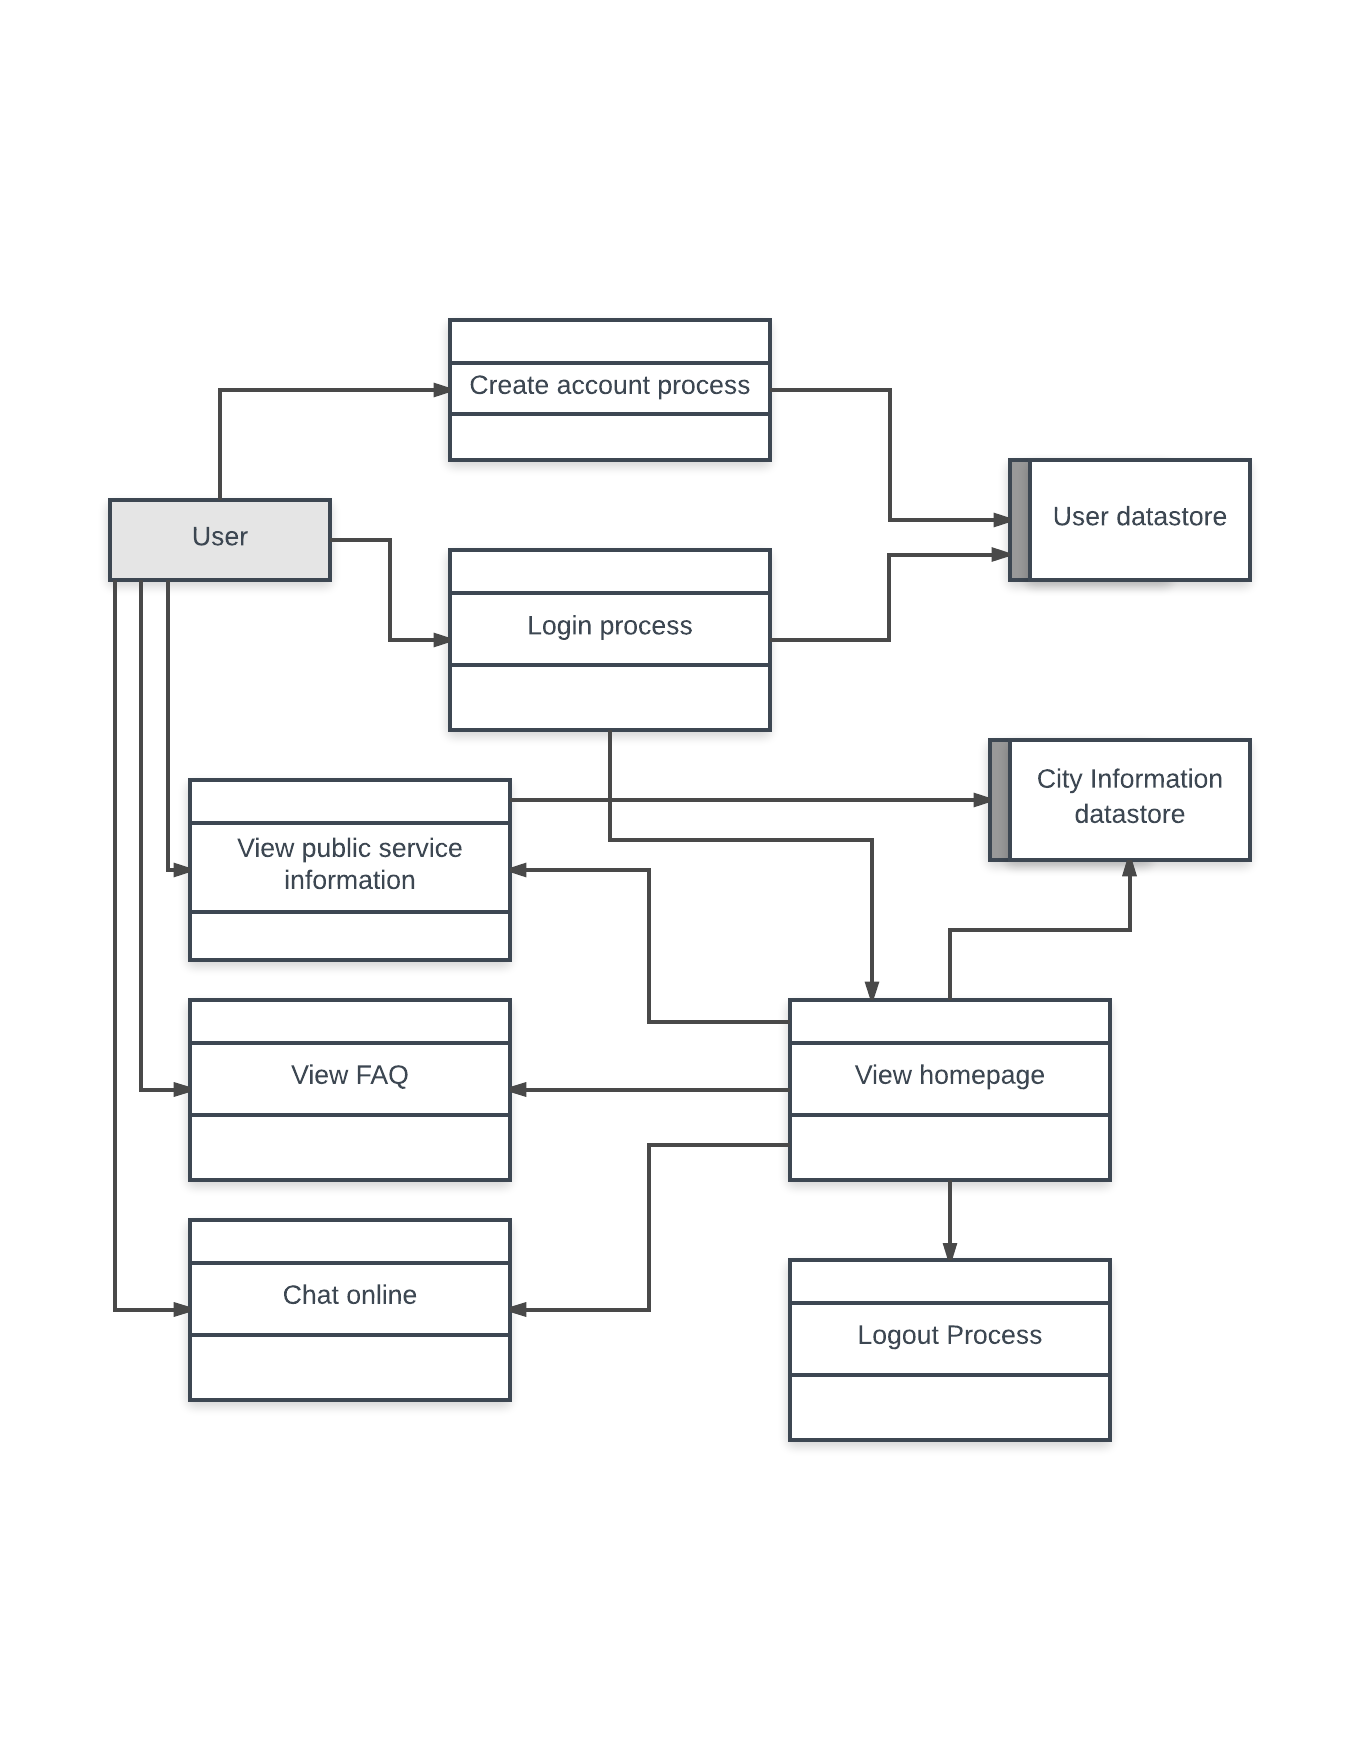 Create account process
User datastore
User
Login process
City Information
datastore
View public service
information
View FAQ
View homepage
Chat online
Logout Process